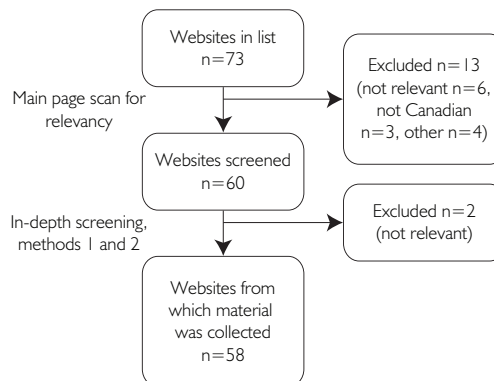 Websites in list
n=73
Main page scan for
relevancy
Excluded n=13
(not relevant n=6,
not Canadian
n=3, other n=4)
Websites screened
n=60
In-depth screening,
methods 1 and 2
Excluded n=2
(not relevant)
Websites from
which material
was collected
n=58